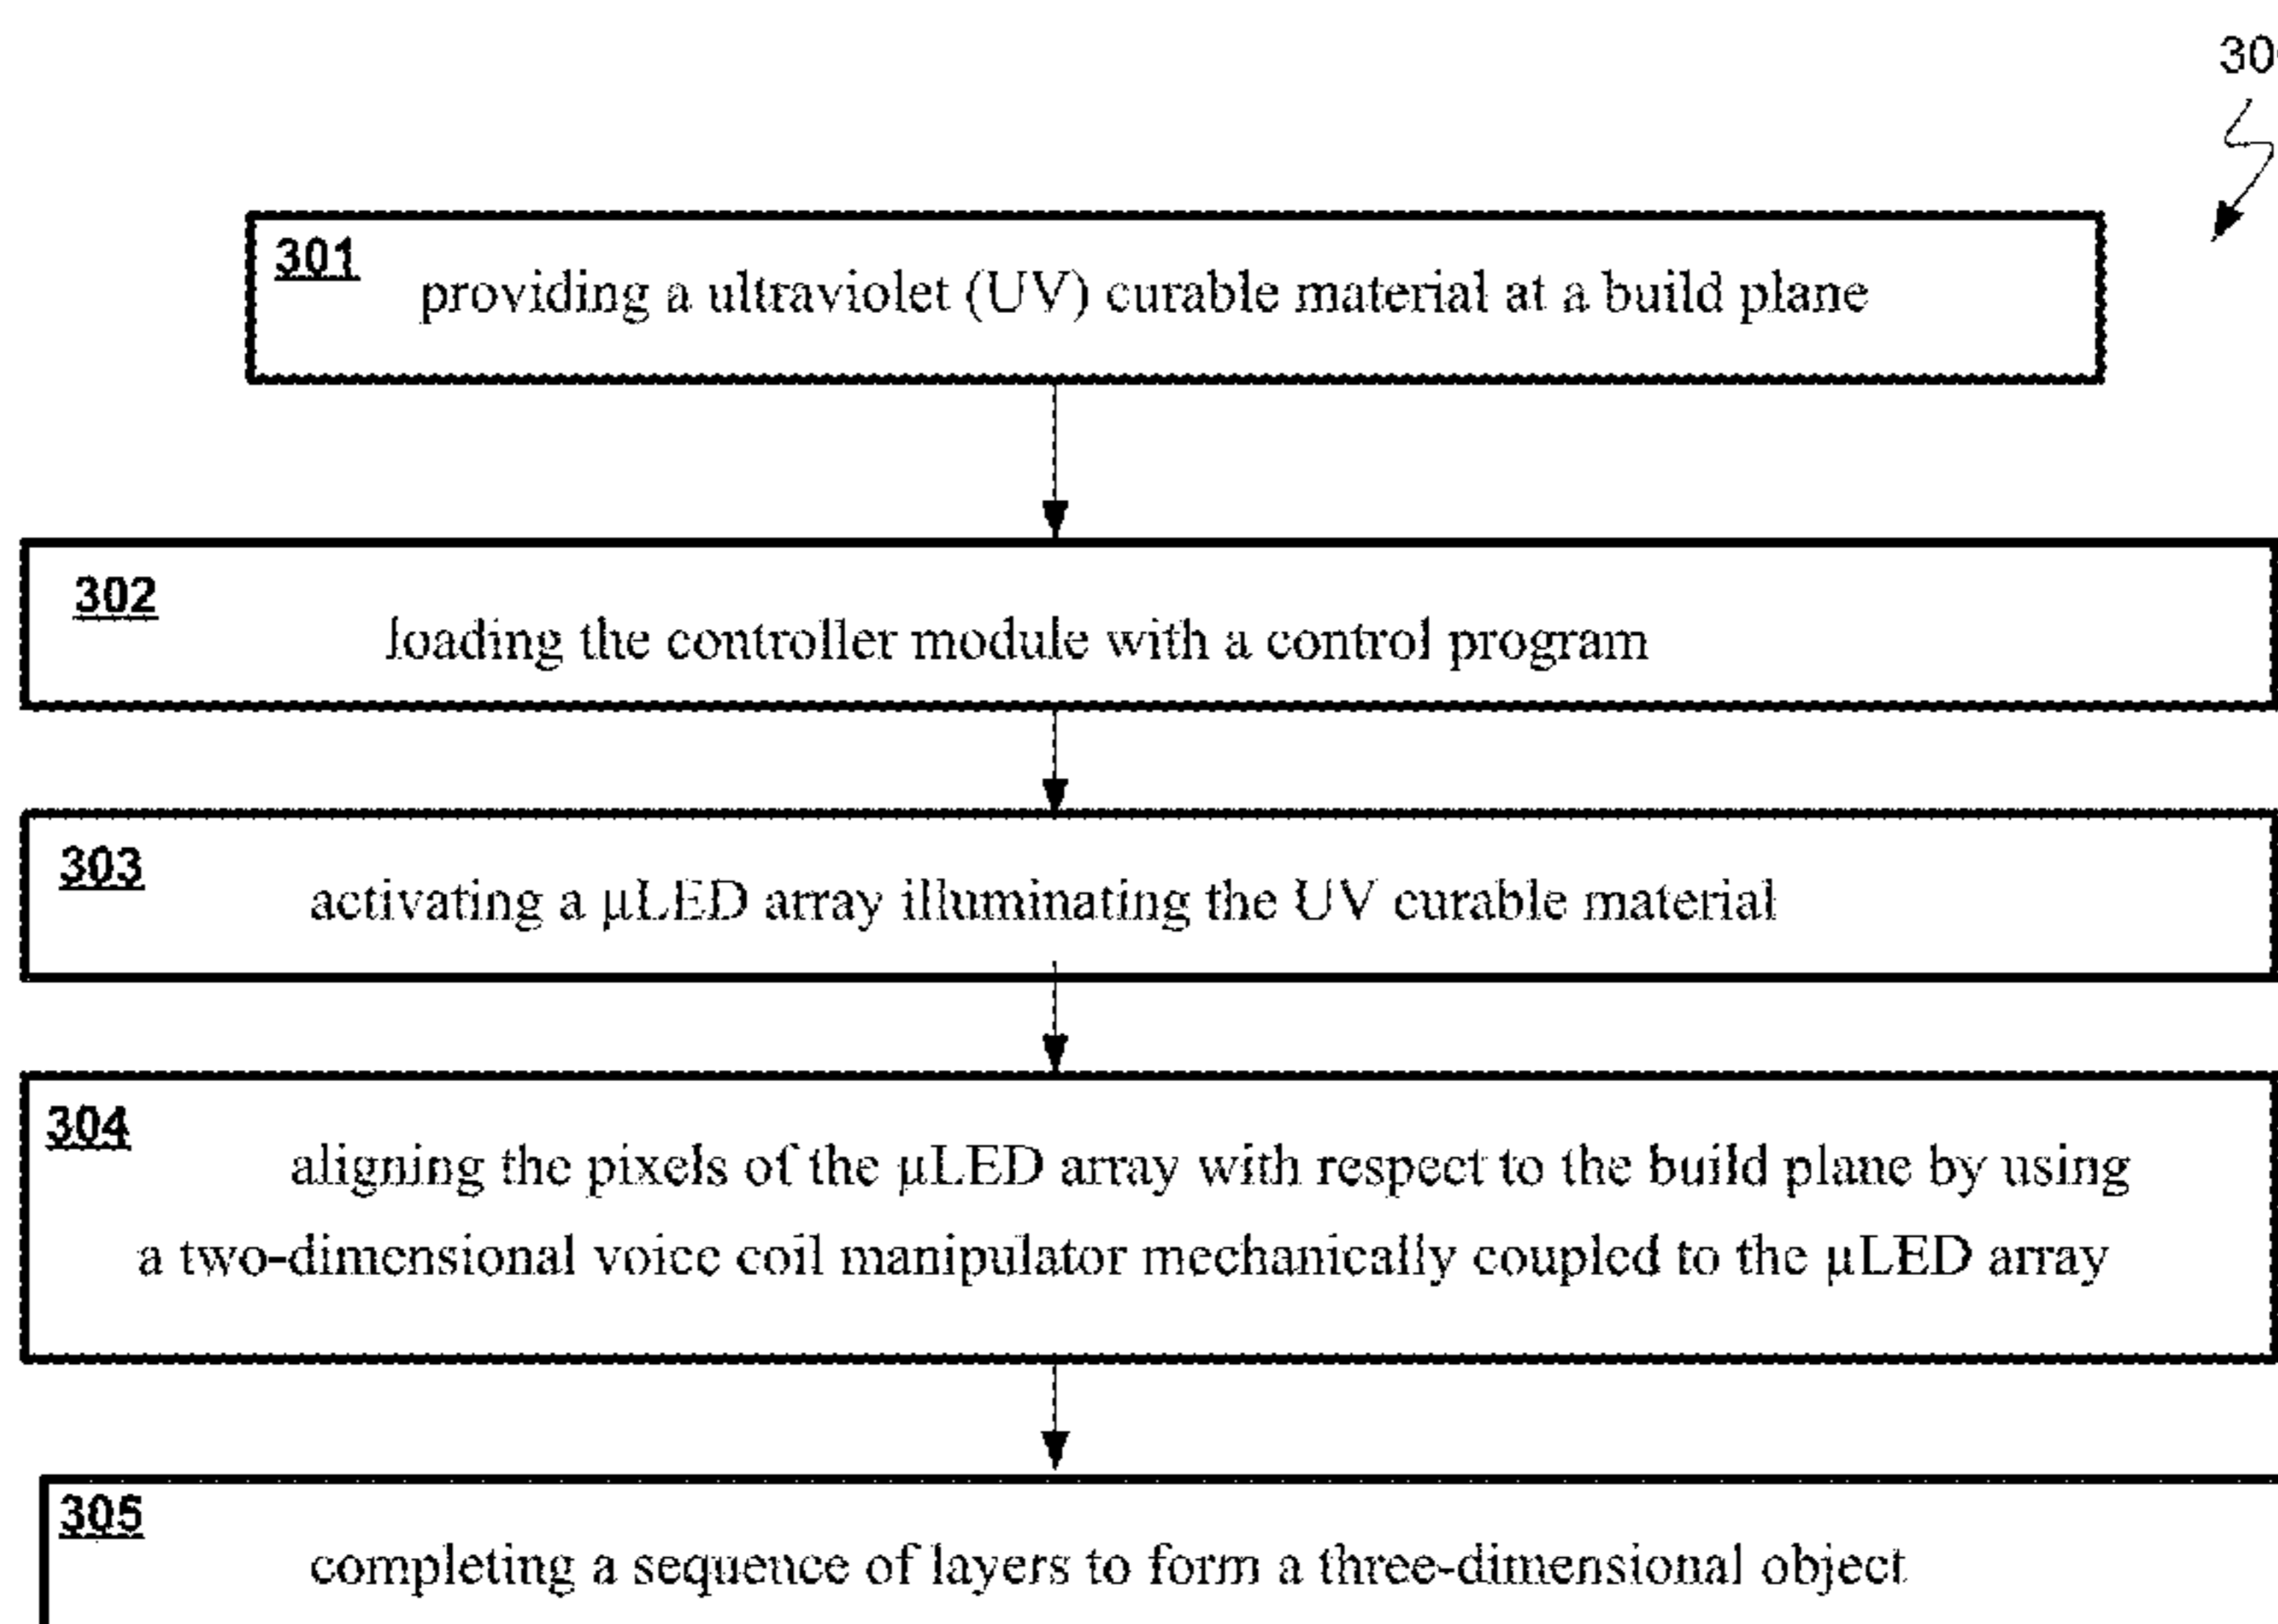 30
301
providing a ultraviolet (UV) curable material at a build plane
302
loading the controller module with a control program
303
activating a µLED array illuminating the UV curable material
304
aligning the pixels of the µLED array with respect to the build plane by using
a two-dimensional voice coil manipulator mechanically coupled to the µLED array
305
completing a sequence of layers to form a three-dimensional object